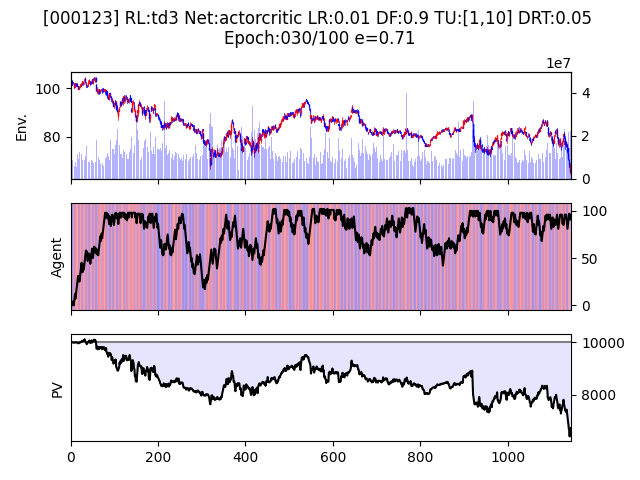 [000123] RL:td3 Net:actorcritic LR:0.01 DF:0.9 TU:[1,10] DRT:0.05
Epoch:030/100 e=0.71
1e7
Env.
100
80
4
2
0
Agent
100
50
0
PV
10000
8000
0
200
400
600
800
1000